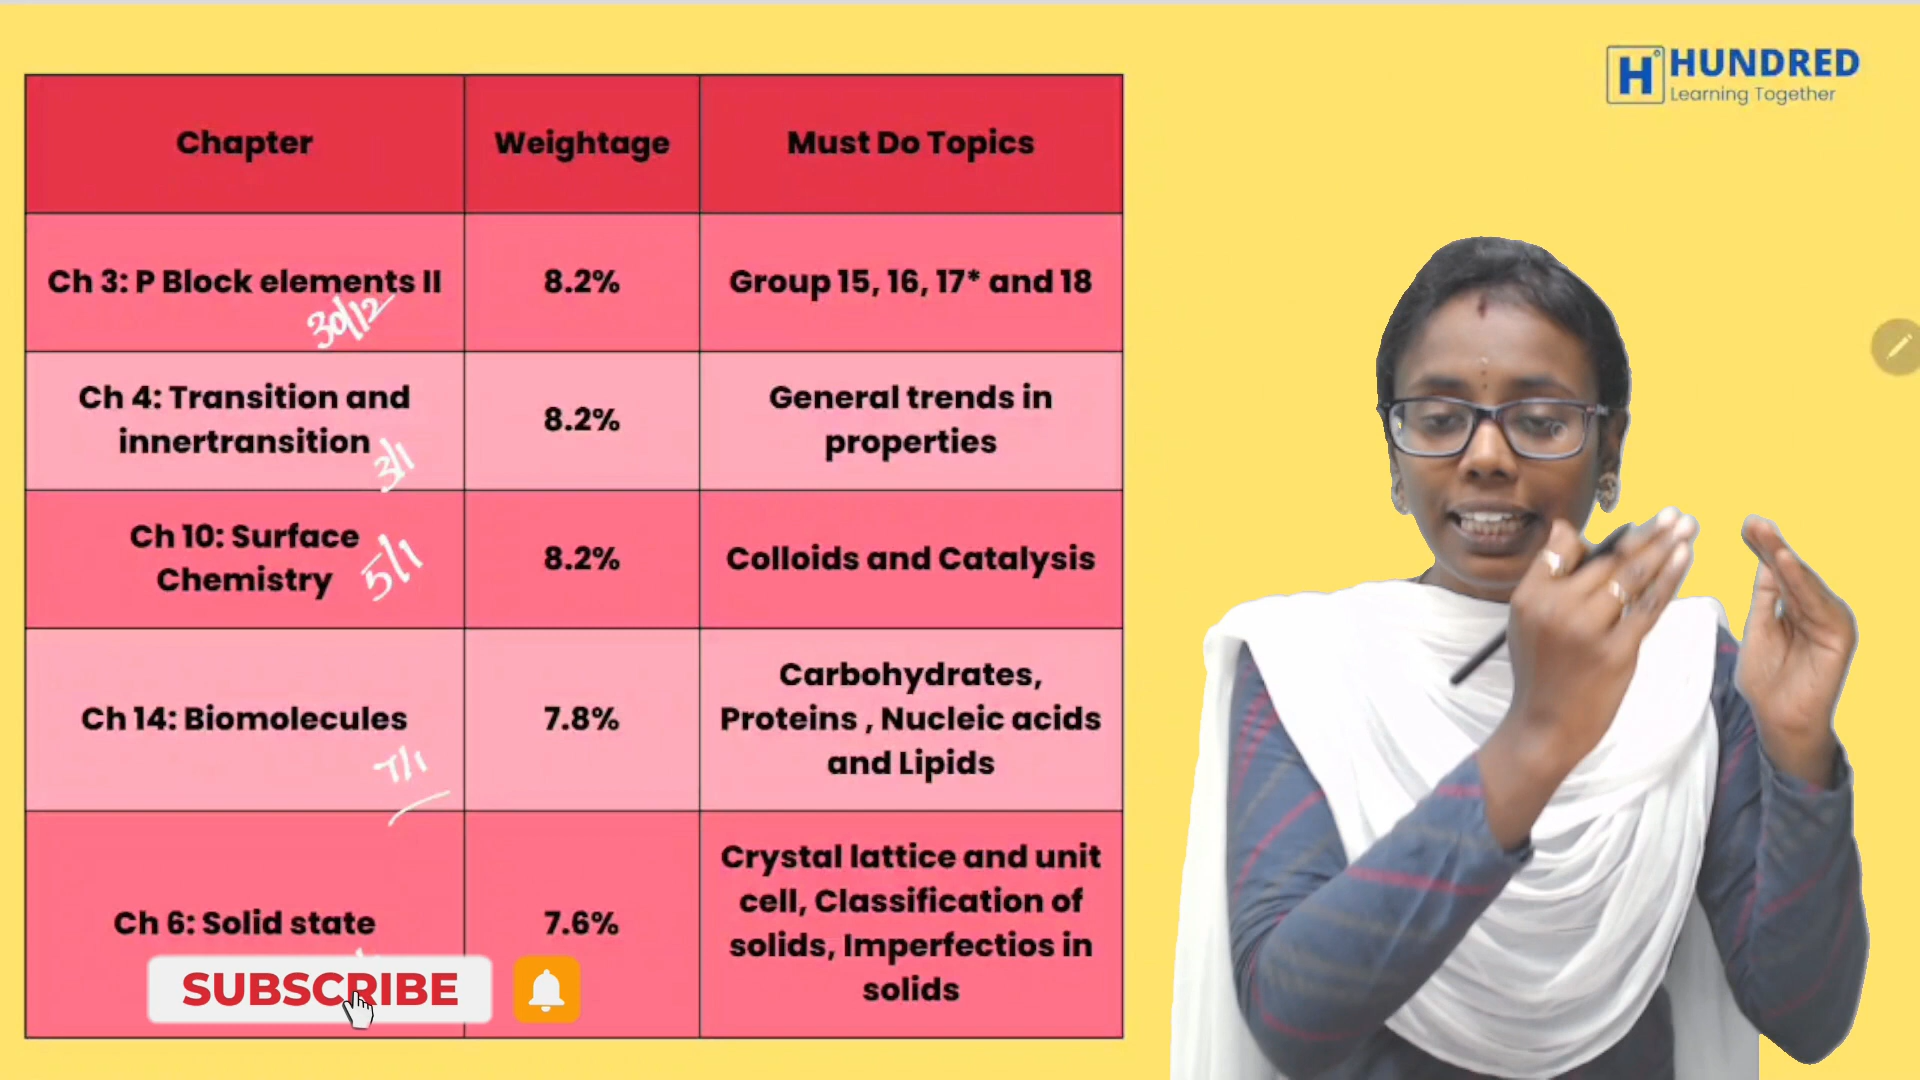 H° HUNDRED
Learning Together
Chapter
Weightage
Must Do Topics
Ch 3: P Block elements II
30/12
8.2%
Group 15, 16, 17* and 18
Ch 4: Transition and
innertransition
3/1
8.2%
General trends in
properties
Ch 10: Surface
Chemistry
5/1
8.2%
Colloids and Catalysis
Ch 14: Biomolecules
7/1
7.8%
Carbohydrates,
Proteins , Nucleic acids
and Lipids
Ch 6: Solid state
7.6%
Crystal lattice and unit
cell, Classification of
solids, Imperfectios in
solids
SUBSCRIBE